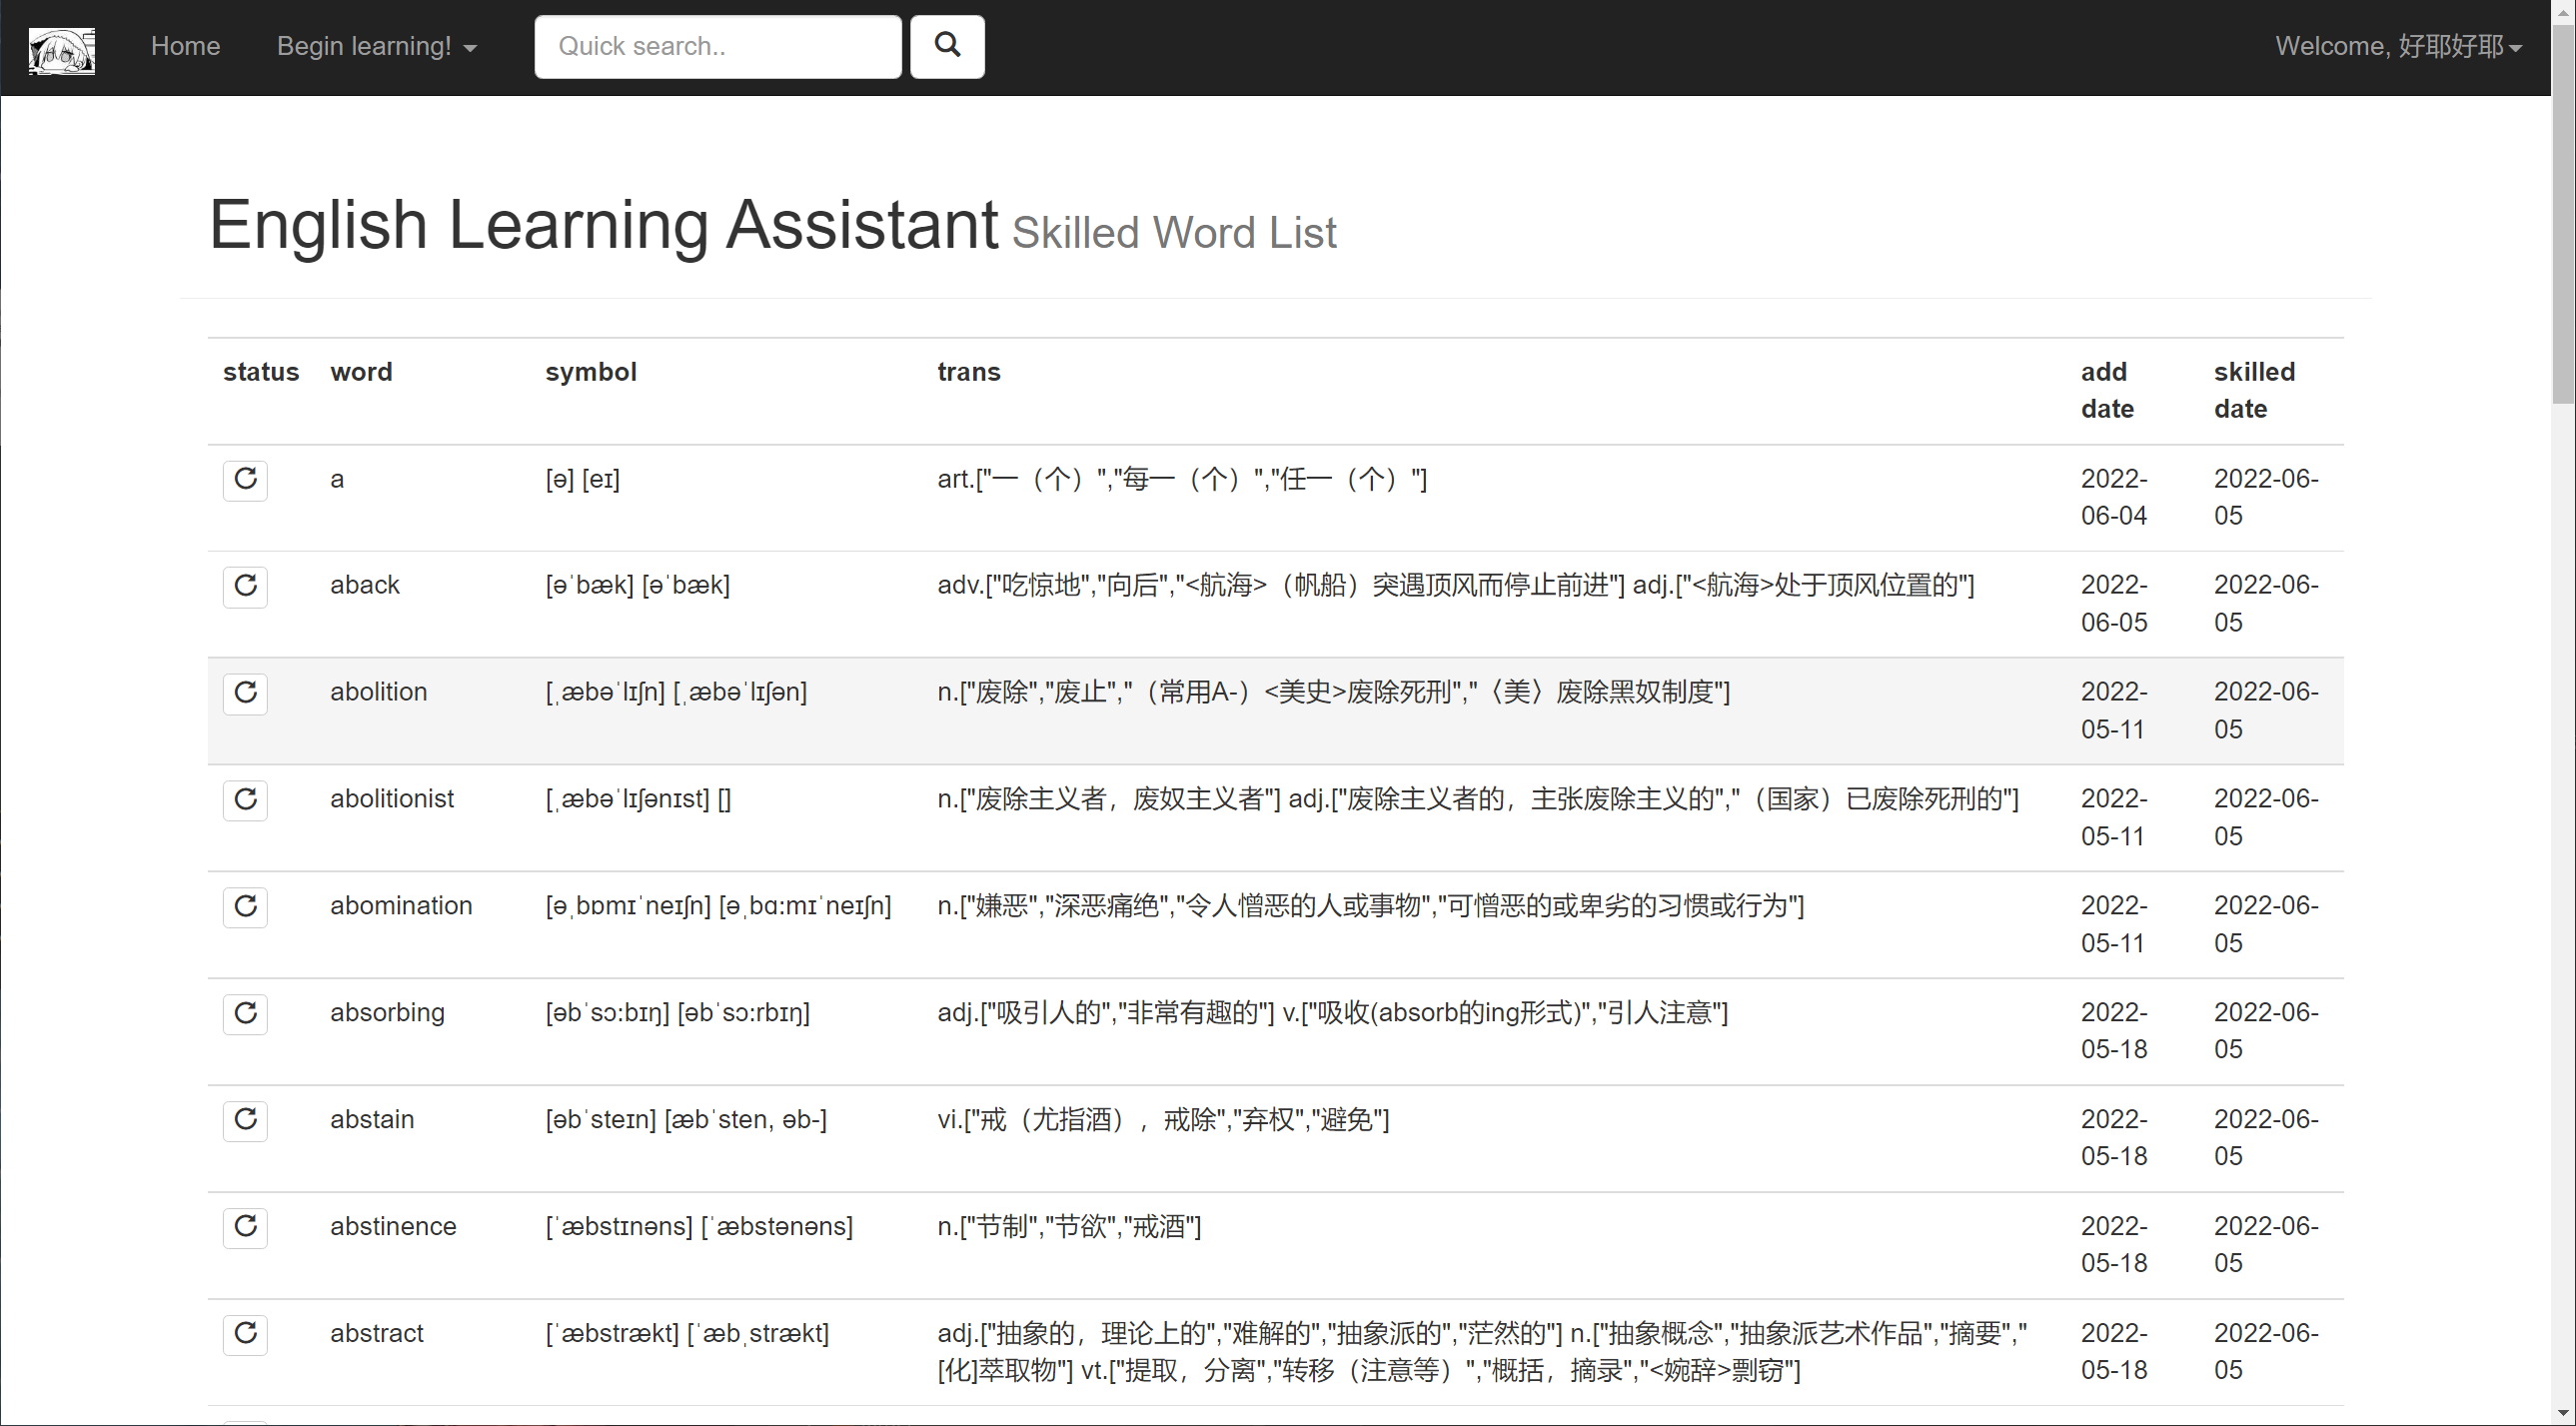 Home Begin learning! Quick search.. Welcome, 好耶好耶
English Learning Assistant Skilled Word List
status word symbol trans add date skilled date
a [ə] [eɪ] art.["一（个）","每一（个）","任一（个）"] 2022-06-04 2022-06-05
aback [əˈbæk] [əˈbæk] adv.["吃惊地","向后","<航海>（帆船）突遇顶风而停止前进"] adj.["<航海>处于顶风位置的"] 2022-06-05 2022-06-05
abolition [ˌæbəˈlɪʃn] [ˌæbəˈlɪʃən] n.["废除","废止","（常用A-）<美史>废除死刑","〈美〉废除黑奴制度"] 2022-05-11 2022-06-05
abolitionist [ˌæbəˈlɪʃənɪst] [] n.["废除主义者，废奴主义者"] adj.["废除主义者的，主张废除主义的","（国家）已废除死刑的"] 2022-05-11 2022-06-05
abomination [əˌbɒmɪˈneɪʃn] [əˌbɑ:mɪˈneɪʃn] n.["嫌恶","深恶痛绝","令人憎恶的人或事物","可憎恶的或卑劣的习惯或行为"] 2022-05-11 2022-06-05
absorbing [əbˈsɔ:bɪŋ] [əbˈsɔ:rbɪŋ] adj.["吸引人的","非常有趣的"] v.["吸收(absorb的ing形式)","引人注意"] 2022-05-18 2022-06-05
abstain [əbˈsteɪn] [æbˈsten, əb-] vi.["戒（尤指酒），戒除","弃权","避免"] 2022-05-18 2022-06-05
abstinence [ˈæbstɪnəns] [ˈæbstənəns] n.["节制","节欲","戒酒"] 2022-05-18 2022-06-05
abstract [ˈæbstrækt] [ˈæbˌstrækt] adj.["抽象的，理论上的","难解的","抽象派的","茫然的"] n.["抽象概念","抽象派艺术作品","摘要","[化]萃取物"] vt.["提取，分离","转移（注意等）","概括，摘录","<婉辞>剽窃"] 2022-05-18 2022-06-05